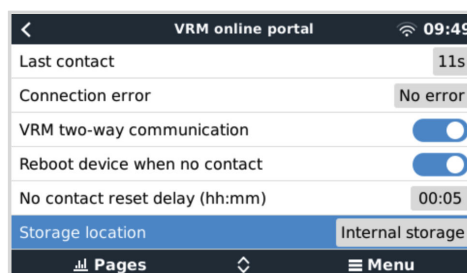 VRM online portal 09:49
Last contact 11s
Connection error No error
VRM two-way communication
Reboot device when no contact
No contact reset delay (hh:mm) 00:05
Storage location Internal storage
Pages Menu